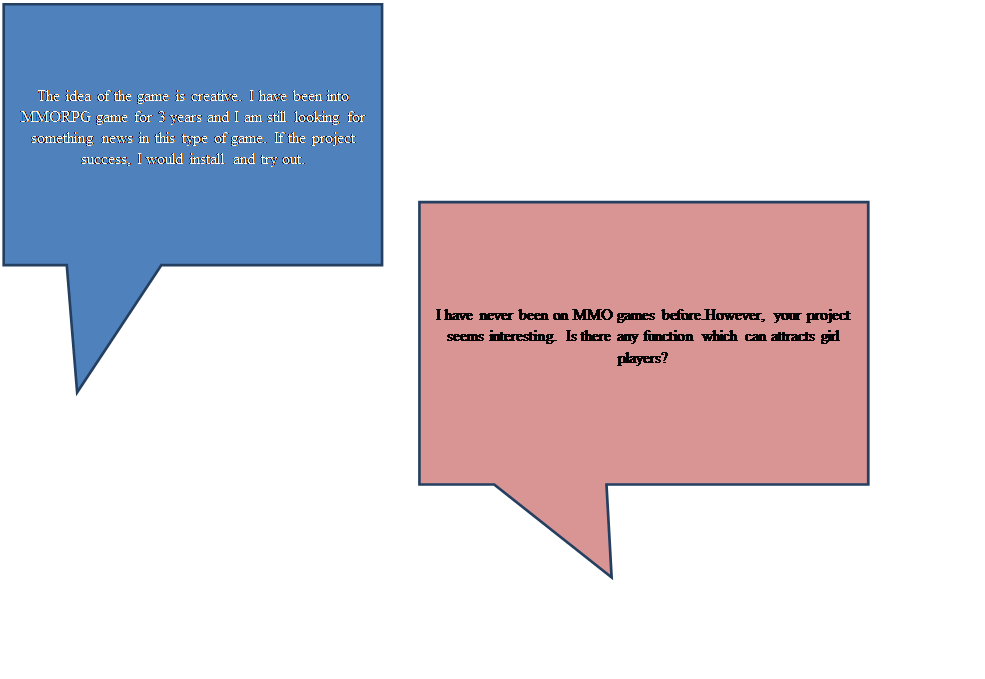 The idea of the game is creative. I have been into
MMORPG game for 3 years and I am still looking for
something news in this type of game. If the project
success, I would install and try out.
I have never been on MMO games before.However, your project
seems interesting. Is there any function which can attracts girl
players?